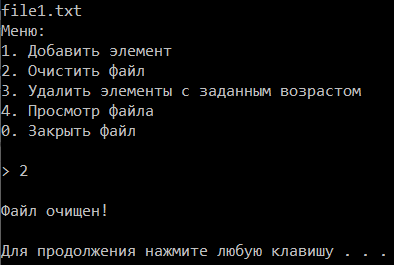 file1.txt
Меню:
1. Добавить элемент
2. Очистить файл
3. Удалить элементы с заданным возрастом
4. Просмотр файла
0. Закрыть файл
> 2
Файл очищен!
Для продолжения нажмите любую клавишу . . .